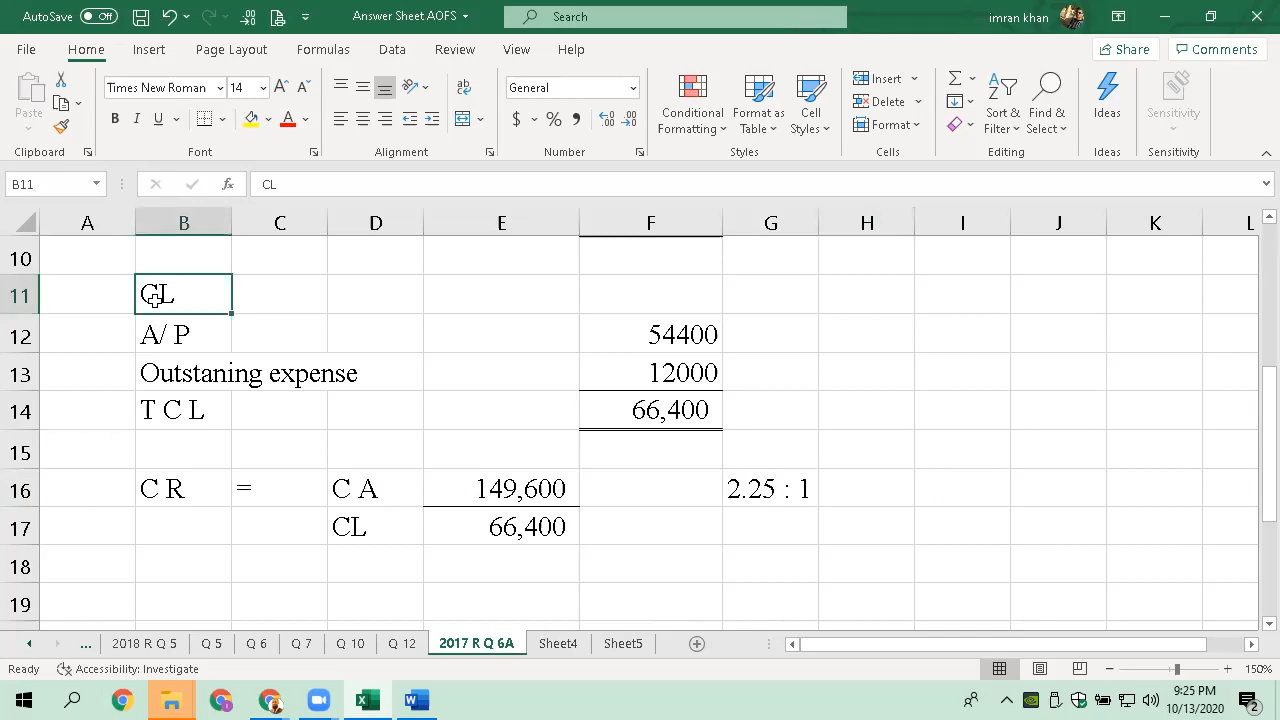 AutoSave Off Answer Sheet AOFS Search imran khan
File Home Insert Page Layout Formulas Data Review View Help Share Comments
Paste Times New Roman 14 General Conditional Formatting Format as Table Cell Styles Insert Delete Format Sort & Filter Find & Select Ideas Sensitivity
Clipboard Font Alignment Number Styles Cells Editing Ideas Sensitivity
B11 fx CL
A B C D E F G H I J K L
10
11 CL
12 A/ P 54400
13 Outstaning expense 12000
14 T C L 66,400
15
16 C R = C A 149,600 2.25 : 1
17 CL 66,400
18
19
... 2018 R Q 5 Q 5 Q 6 Q 7 Q 10 Q 12 2017 R Q 6A Sheet4 Sheet5
Ready Accessibility: Investigate 150%
9:25 PM
10/13/2020 2